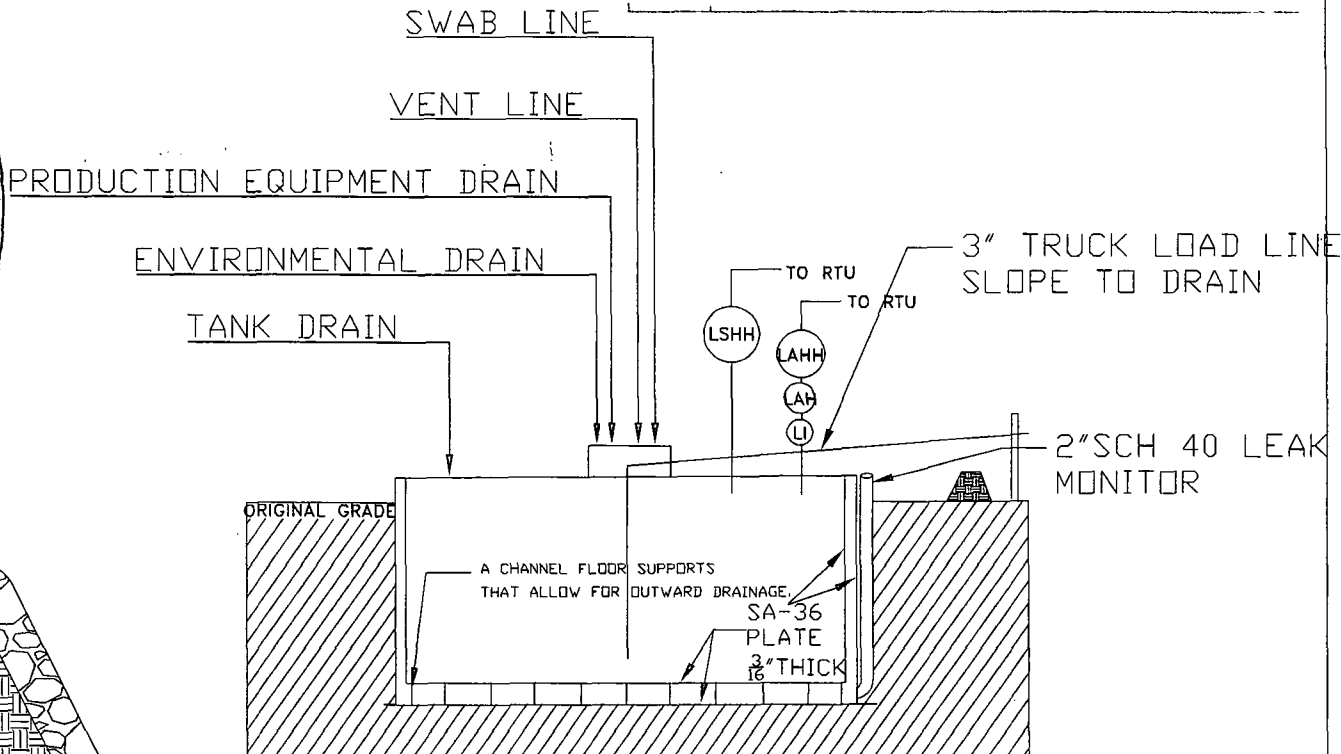 SWAB LINE
VENT LINE
PRODUCTION EQUIPMENT DRAIN
ENVIRONMENTAL DRAIN
TANK DRAIN
3" TRUCK LOAD LINE
SLOPE TO DRAIN
TO RTU
TO RTU
LSHH
LAHH
LAH
LI
2"SCH 40 LEAK
MONITOR
ORIGINAL GRADE
A CHANNEL FLOOR SUPPORTS
THAT ALLOW FOR OUTWARD DRAINAGE.
SA-36
PLATE
3/16"THICK